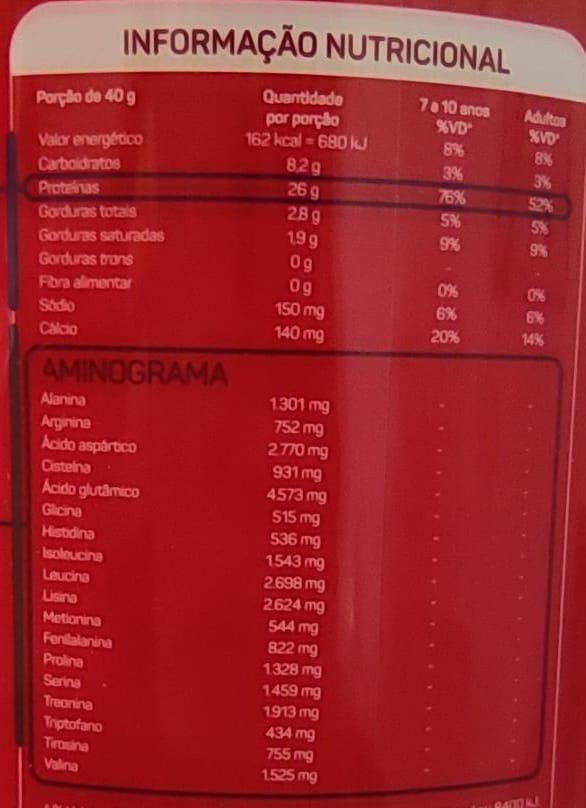 INFORMAÇÃO NUTRICIONAL
Porção de 40 g Quantidade por porção 7 a 10 anos %VD* Adultos %VD*
Valor energético 162 kcal = 680 kJ 8% 8%
Carboidratos 8,2 g 3% 3%
Proteínas 26 g 76% 52%
Gorduras totais 2,8 g 5% 5%
Gorduras saturadas 1,9 g 9% 9%
Gorduras trans 0 g - -
Fibra alimentar 0 g 0% 0%
Sódio 150 mg 6% 6%
Cálcio 140 mg 20% 14%
AMINOGRAMA
Alanina 1.301 mg - -
Arginina 752 mg - -
Ácido aspártico 2.770 mg - -
Cisteína 931 mg - -
Ácido glutâmico 4.573 mg - -
Glicina 515 mg - -
Histidina 536 mg - -
Isoleucina 1.543 mg - -
Leucina 2.698 mg - -
Lisina 2.624 mg - -
Metionina 544 mg - -
Fenilalanina 822 mg - -
Prolina 1.328 mg - -
Serina 1.459 mg - -
Treonina 1.913 mg - -
Triptofano 434 mg - -
Tirosina 755 mg - -
Valina 1.525 mg - -